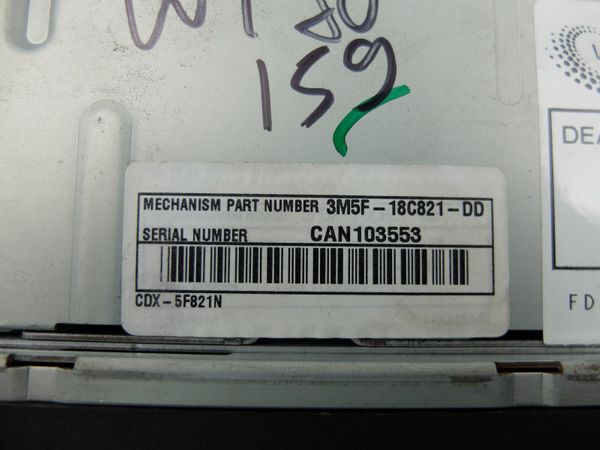 159
MECHANISM PART NUMBER 3M5F-18C821-DD
SERIAL NUMBER CAN103553
CDX-5F821N
DEA
FD